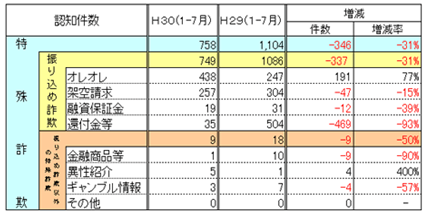 認知件数 H30(1-7月) H29(1-7月) 増減
件数 増減率
特殊詐欺 758 1,104 -346 -31%
振り込め詐欺 749 1086 -337 -31%
オレオレ 438 247 191 77%
架空請求 257 304 -47 -15%
融資保証金 19 31 -12 -39%
還付金等 35 504 -469 -93%
振り込め詐欺以外の特殊詐欺 9 18 -9 -50%
金融商品等 1 10 -9 -90%
異性紹介 5 1 4 400%
ギャンブル情報 3 7 -4 -57%
その他 0 0 0 -